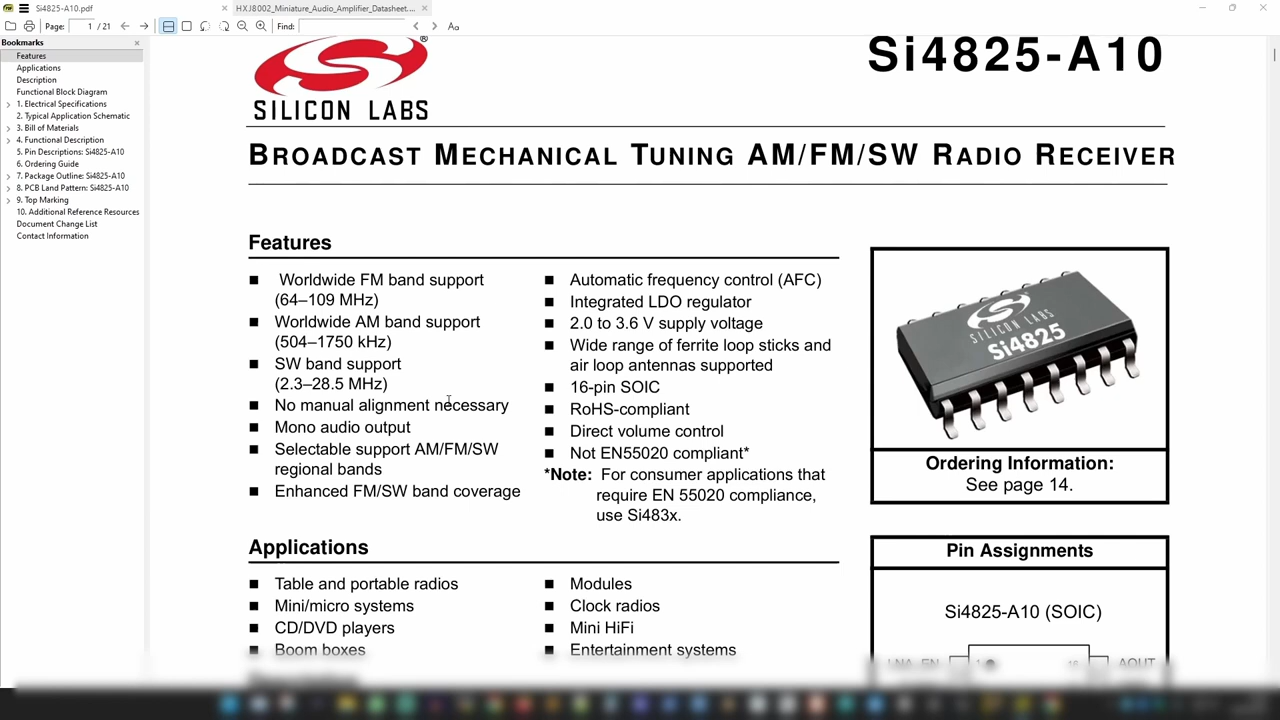 Si4825-A10.pdf
HXJ8002_Miniature_Audio_Amplifier_Datasheet....
Page: 1 / 21
Find:
Bookmarks
Features
Applications
Description
Functional Block Diagram
1. Electrical Specifications
2. Typical Application Schematic
3. Bill of Materials
4. Functional Description
5. Pin Descriptions: Si4825-A10
6. Ordering Guide
7. Package Outline: Si4825-A10
8. PCB Land Pattern: Si4825-A10
9. Top Marking
10. Additional Reference Resources
Document Change List
Contact Information
®
SILICON LABS
Si4825-A10
BROADCAST MECHANICAL TUNING AM/FM/SW RADIO RECEIVER
Features
Worldwide FM band support
(64–109 MHz)
Worldwide AM band support
(504–1750 kHz)
SW band support
(2.3–28.5 MHz)
No manual alignment necessary
Mono audio output
Selectable support AM/FM/SW
regional bands
Enhanced FM/SW band coverage
Automatic frequency control (AFC)
Integrated LDO regulator
2.0 to 3.6 V supply voltage
Wide range of ferrite loop sticks and
air loop antennas supported
16-pin SOIC
RoHS-compliant
Direct volume control
Not EN55020 compliant*
*Note: For consumer applications that
require EN 55020 compliance,
use Si483x.
SILICON LABS
Si4825
Ordering Information:
See page 14.
Applications
Table and portable radios
Mini/micro systems
CD/DVD players
Boom boxes
Modules
Clock radios
Mini HiFi
Entertainment systems
Pin Assignments
Si4825-A10 (SOIC)